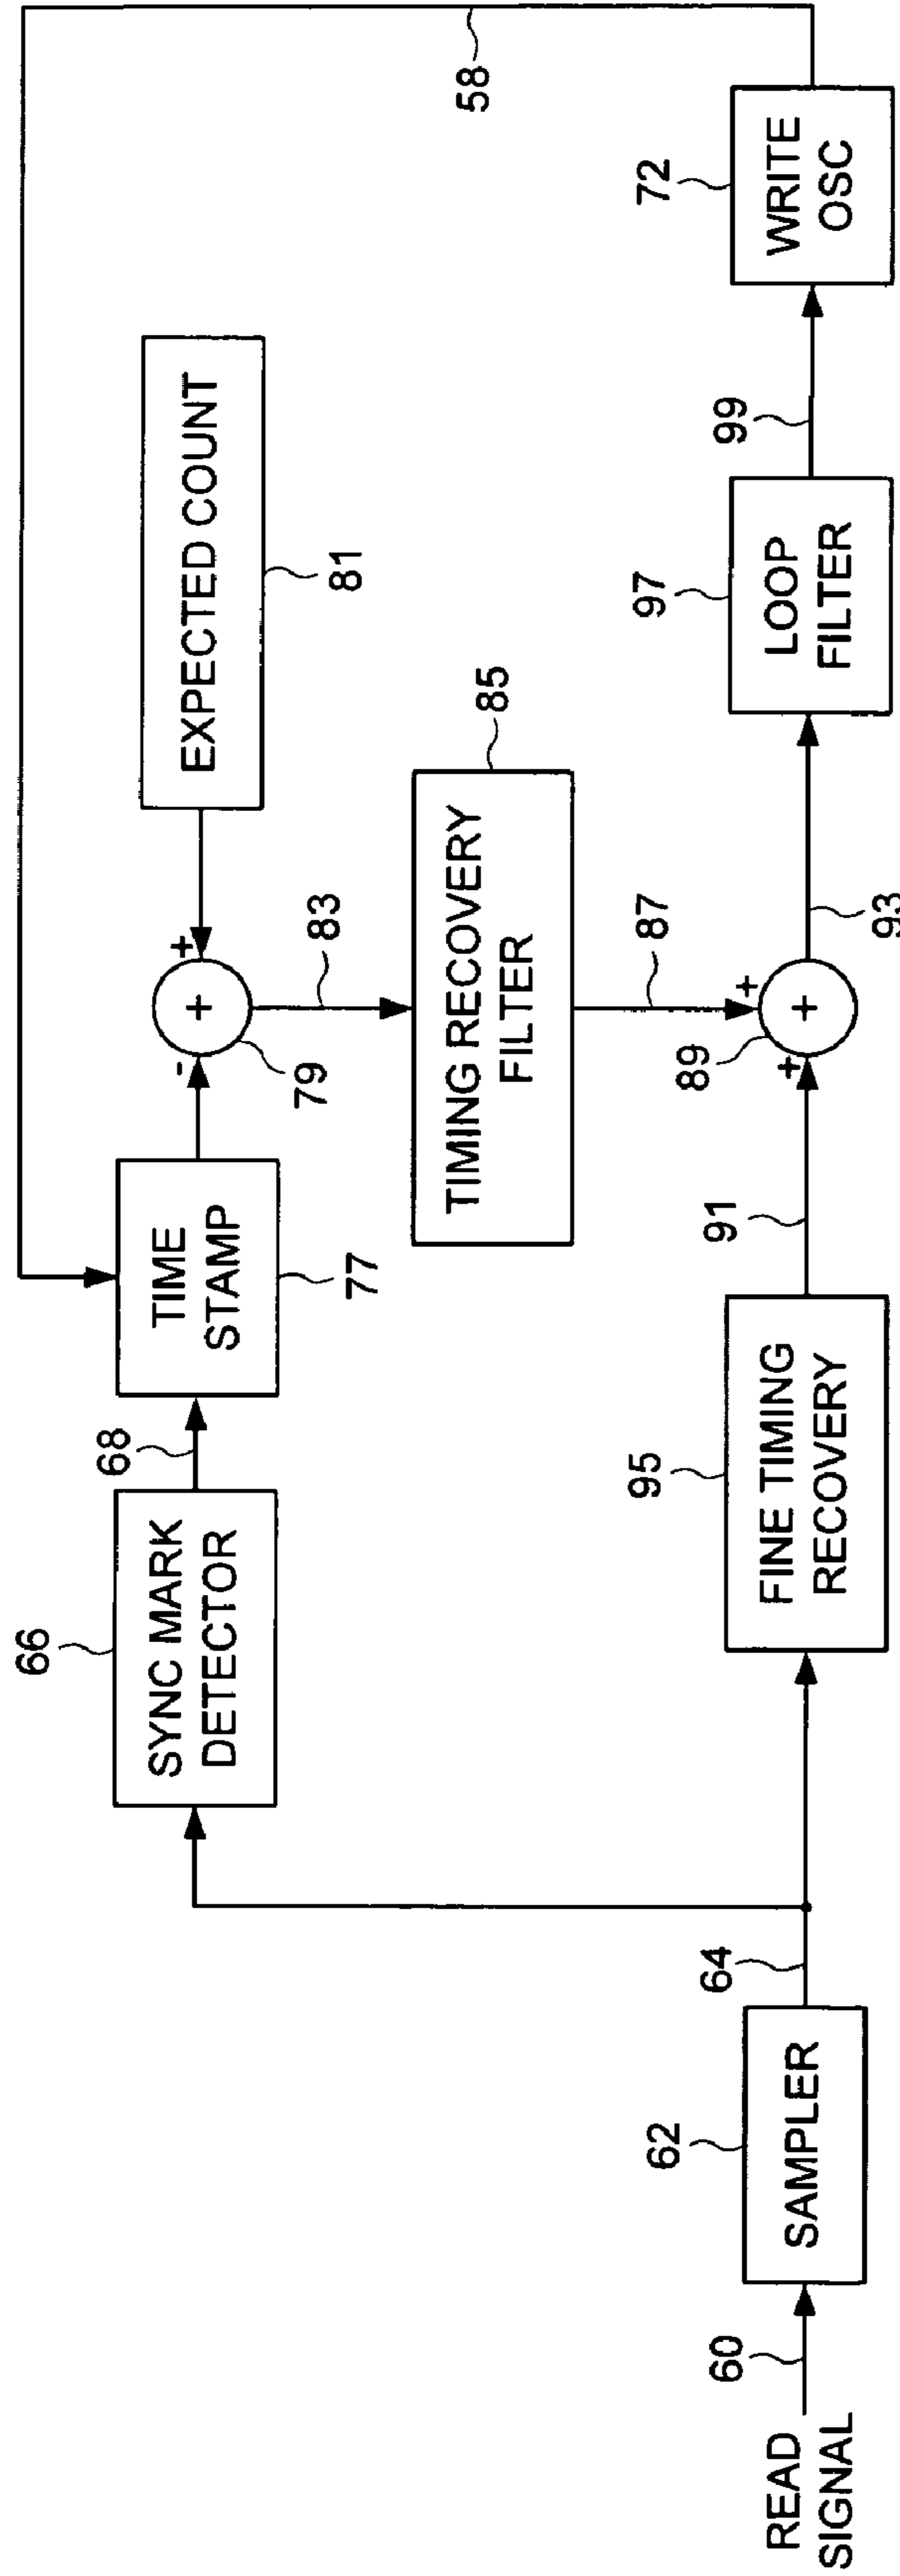 58
66
SYNC MARK
DETECTOR
68
TIME
STAMP
77
-
+
+
79
EXPECTED COUNT
81
83
TIMING RECOVERY
FILTER
85
87
READ
SIGNAL
60
62
SAMPLER
64
95
FINE TIMING
RECOVERY
91
89
+
+
+
93
97
LOOP
FILTER
99
72
WRITE
OSC